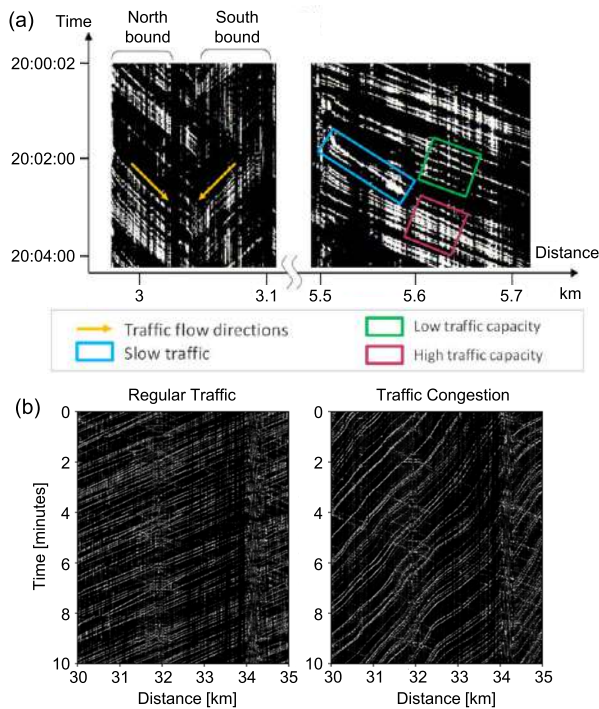 (a)
Time
North
bound
South
bound
20:00:02
20:02:00
20:04:00
Distance
3
3.1
5.5
5.6
5.7
km
Traffic flow directions
Low traffic capacity
Slow traffic
High traffic capacity
(b)
Regular Traffic
Traffic Congestion
Time [minutes]
0
2
4
6
8
10
0
2
4
6
8
10
30 31 32 33 34 35
30 31 32 33 34 35
Distance [km]
Distance [km]